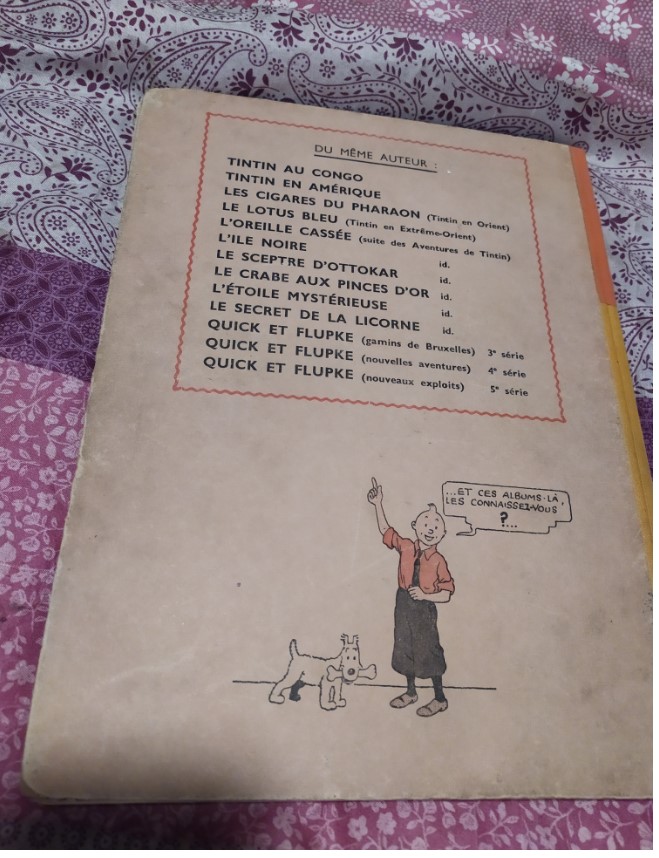 DU MÊME AUTEUR :
TINTIN AU CONGO
TINTIN EN AMÉRIQUE
LES CIGARES DU PHARAON (Tintin en Orient)
LE LOTUS BLEU (Tintin en Extrême-Orient)
L'OREILLE CASSÉE (suite des Aventures de Tintin)
L'ILE NOIRE id.
LE SCEPTRE D'OTTOKAR id.
LE CRABE AUX PINCES D'OR id.
L'ÉTOILE MYSTÉRIEUSE id.
LE SECRET DE LA LICORNE id.
QUICK ET FLUPKE (gamins de Bruxelles) 3e série
QUICK ET FLUPKE (nouvelles aventures) 4e série
QUICK ET FLUPKE (nouveaux exploits) 5e série
...ET CES ALBUMS-LÀ,
LES CONNAISSEZ-VOUS
?...